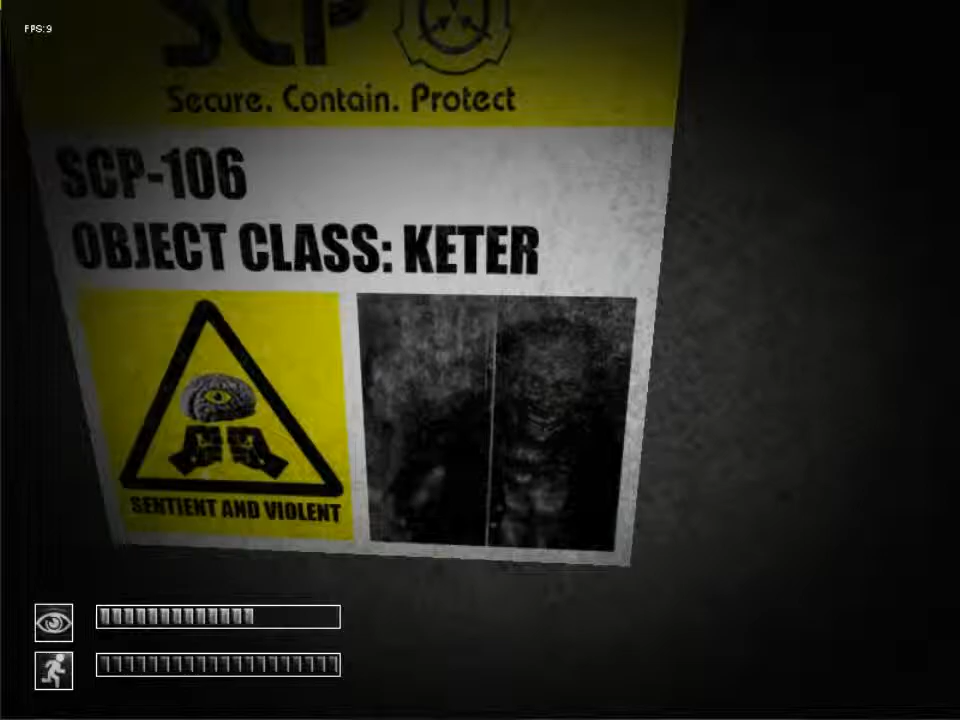 FPS:9
SCP
Secure. Contain. Protect
SCP-106
OBJECT CLASS: KETER
SENTIENT AND VIOLENT